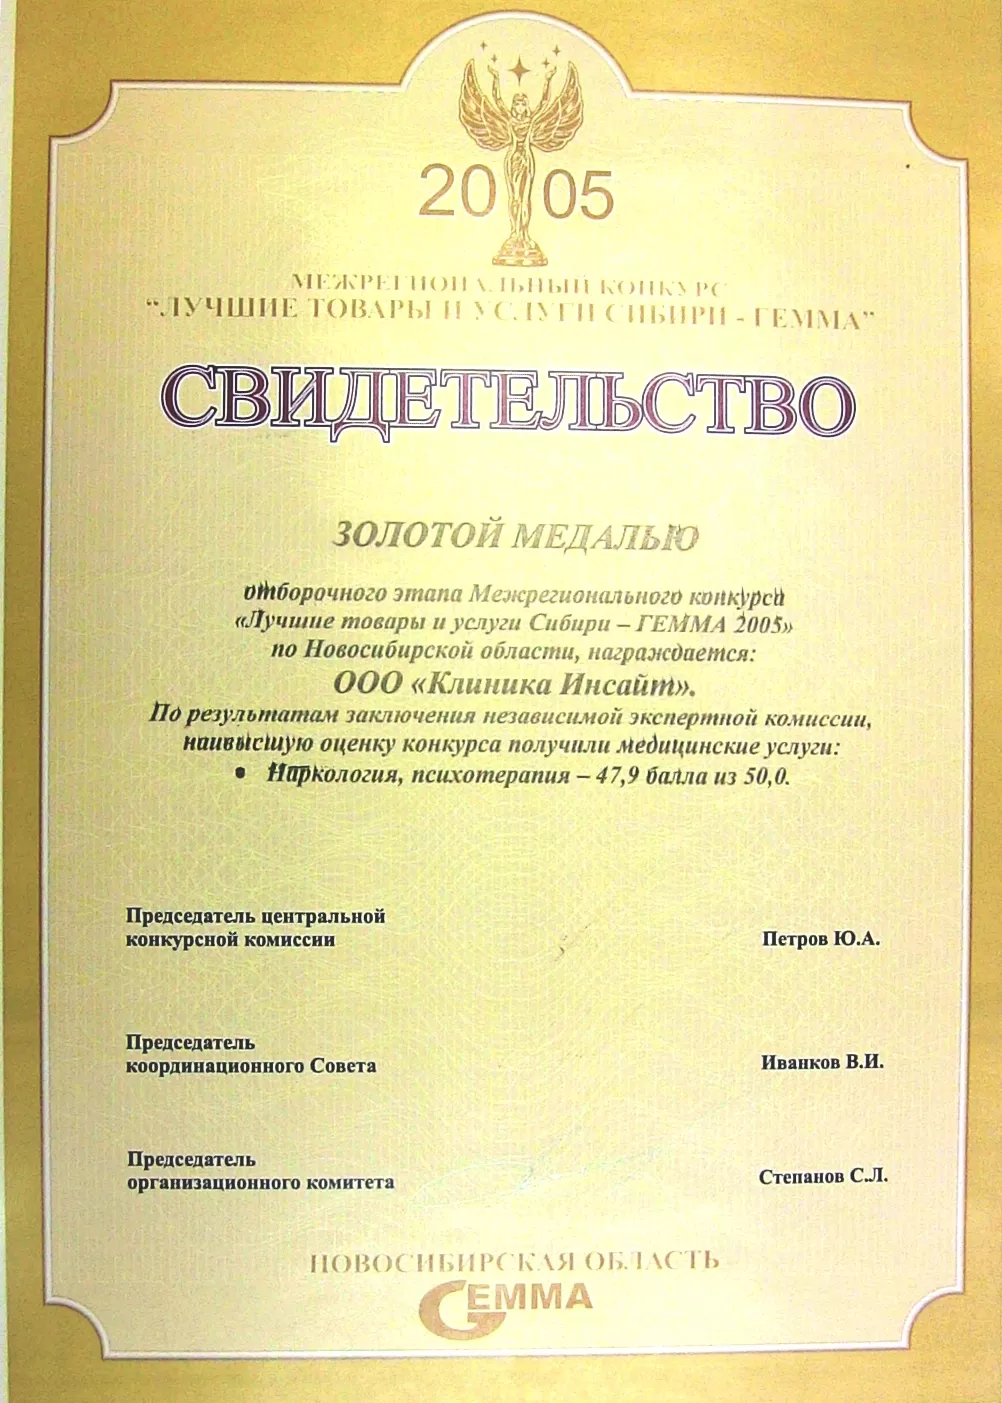 2005
МЕЖРЕГИОНАЛЬНЫЙ КОНКУРС
“ЛУЧШИЕ ТОВАРЫ И УСЛУГИ СИБИРИ - ГЕММА”
СВИДЕТЕЛЬСТВО
ЗОЛОТОЙ МЕДАЛЬЮ
отборочного этапа Межрегионального конкурса
«Лучшие товары и услуги Сибири – ГЕММА 2005»
по Новосибирской области, награждается:
ООО «Клиника Инсайт».
По результатам заключения независимой экспертной комиссии,
наивысшую оценку конкурса получили медицинские услуги:
• Наркология, психотерапия – 47,9 балла из 50,0.
Председатель центральной
конкурсной комиссии Петров Ю.А.
Председатель
координационного Совета Иванков В.И.
Председатель
организационного комитета Степанов С.Л.
НОВОСИБИРСКАЯ ОБЛАСТЬ
GЕММА